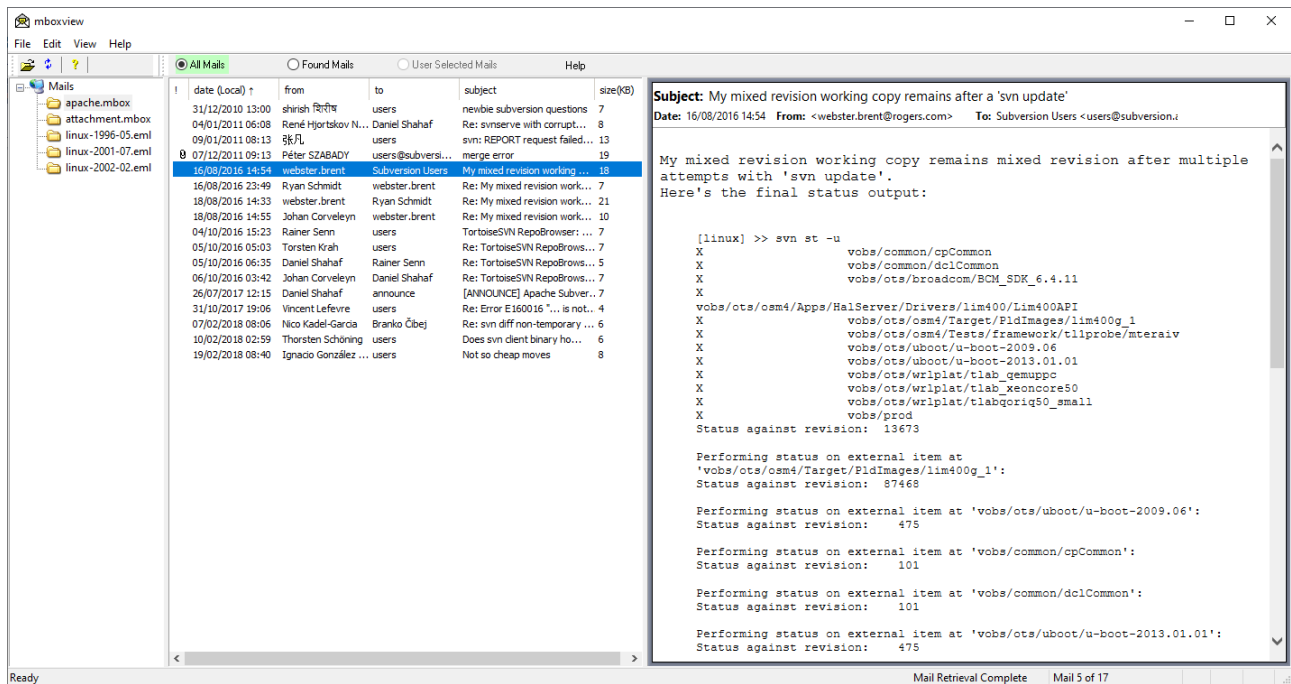 mboxview
File Edit View Help
All Mails Found Mails User Selected Mails Help
Mails
apache.mbox
attachment.mbox
linux-1996-05.eml
linux-2001-07.eml
linux-2002-02.eml
! date (Local) ↑ from to subject size(KB)
31/12/2010 13:00 shirish शिरीष users newbie subversion questions 7
04/01/2011 06:08 René Hjortskov N... Daniel Shahaf Re: svnserve with corrupt... 8
09/01/2011 08:13 张凡 users svn: REPORT request failed... 13
07/12/2011 09:13 Péter SZABADY users@subversi... merge error 19
16/08/2016 14:54 webster.brent Subversion Users My mixed revision working ... 18
16/08/2016 23:49 Ryan Schmidt webster.brent Re: My mixed revision work... 7
18/08/2016 14:33 webster.brent Ryan Schmidt Re: My mixed revision work... 21
18/08/2016 14:55 Johan Corveleyn webster.brent Re: My mixed revision work... 10
04/10/2016 15:23 Rainer Senn users TortoiseSVN RepoBrowser: ... 7
05/10/2016 05:03 Torsten Krah users Re: TortoiseSVN RepoBrows... 7
05/10/2016 06:35 Daniel Shahaf Rainer Senn Re: TortoiseSVN RepoBrows... 5
06/10/2016 03:42 Johan Corveleyn Daniel Shahaf Re: TortoiseSVN RepoBrows... 7
26/07/2017 12:15 Daniel Shahaf announce [ANNOUNCE] Apache Subver... 7
31/10/2017 19:06 Vincent Lefevre users Re: Error E160016 "... is not... 4
07/02/2018 08:06 Nico Kadel-Garcia Branko Čibej Re: svn diff non-temporary ... 6
10/02/2018 02:59 Thorsten Schöning users Does svn client binary ho... 6
19/02/2018 08:40 Ignacio González ... users Not so cheap moves 8
Subject: My mixed revision working copy remains after a 'svn update'
Date: 16/08/2016 14:54 From: <webster.brent@rogers.com> To: Subversion Users <users@subversion.a
My mixed revision working copy remains mixed revision after multiple
attempts with 'svn update'.
Here's the final status output:
[linux] >> svn st -u
X vobs/common/cpCommon
X vobs/common/dclCommon
X vobs/ots/broadcom/BCM_SDK_6.4.11
X
vobs/ots/osm4/Apps/HalServer/Drivers/lim400/Lim400API
X vobs/ots/osm4/Target/PldImages/lim400g_1
X vobs/ots/osm4/Tests/framework/tl1probe/mteraiv
X vobs/ots/uboot/u-boot-2009.06
X vobs/ots/uboot/u-boot-2013.01.01
X vobs/ots/wrlplat/tlab_qemuppc
X vobs/ots/wrlplat/tlab_xeoncore50
X vobs/ots/wrlplat/tlabqoriq50_small
X vobs/prod
Status against revision: 13673
Performing status on external item at
'vobs/ots/osm4/Target/PldImages/lim400g_1':
Status against revision: 87468
Performing status on external item at 'vobs/ots/uboot/u-boot-2009.06':
Status against revision: 475
Performing status on external item at 'vobs/common/cpCommon':
Status against revision: 101
Performing status on external item at 'vobs/common/dclCommon':
Status against revision: 101
Performing status on external item at 'vobs/ots/uboot/u-boot-2013.01.01':
Status against revision: 475
Ready Mail Retrieval Complete Mail 5 of 17